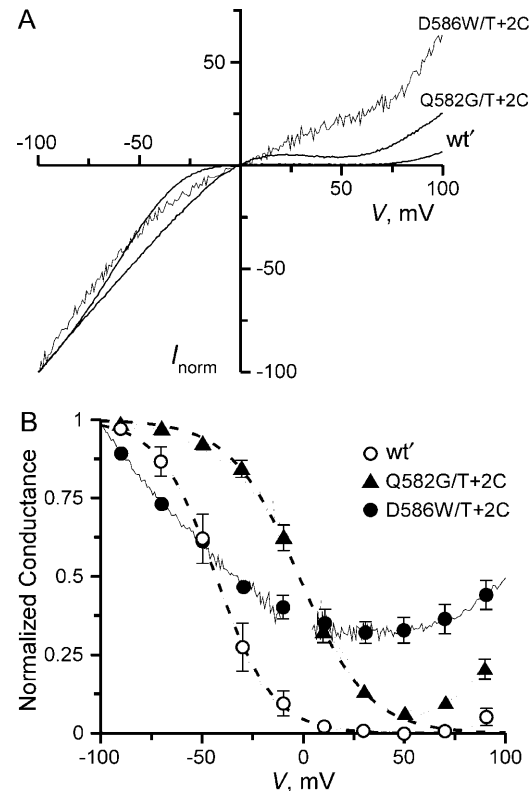 A
D586W/T+2C
50
Q582G/T+2C
-100
-50
wt′
50
100
V, mV
-50
Inorm
-100
B
1
wt′
Q582G/T+2C
0.75
D586W/T+2C
Normalized Conductance
0.5
0.25
0
-100
-50
0
50
100
V, mV